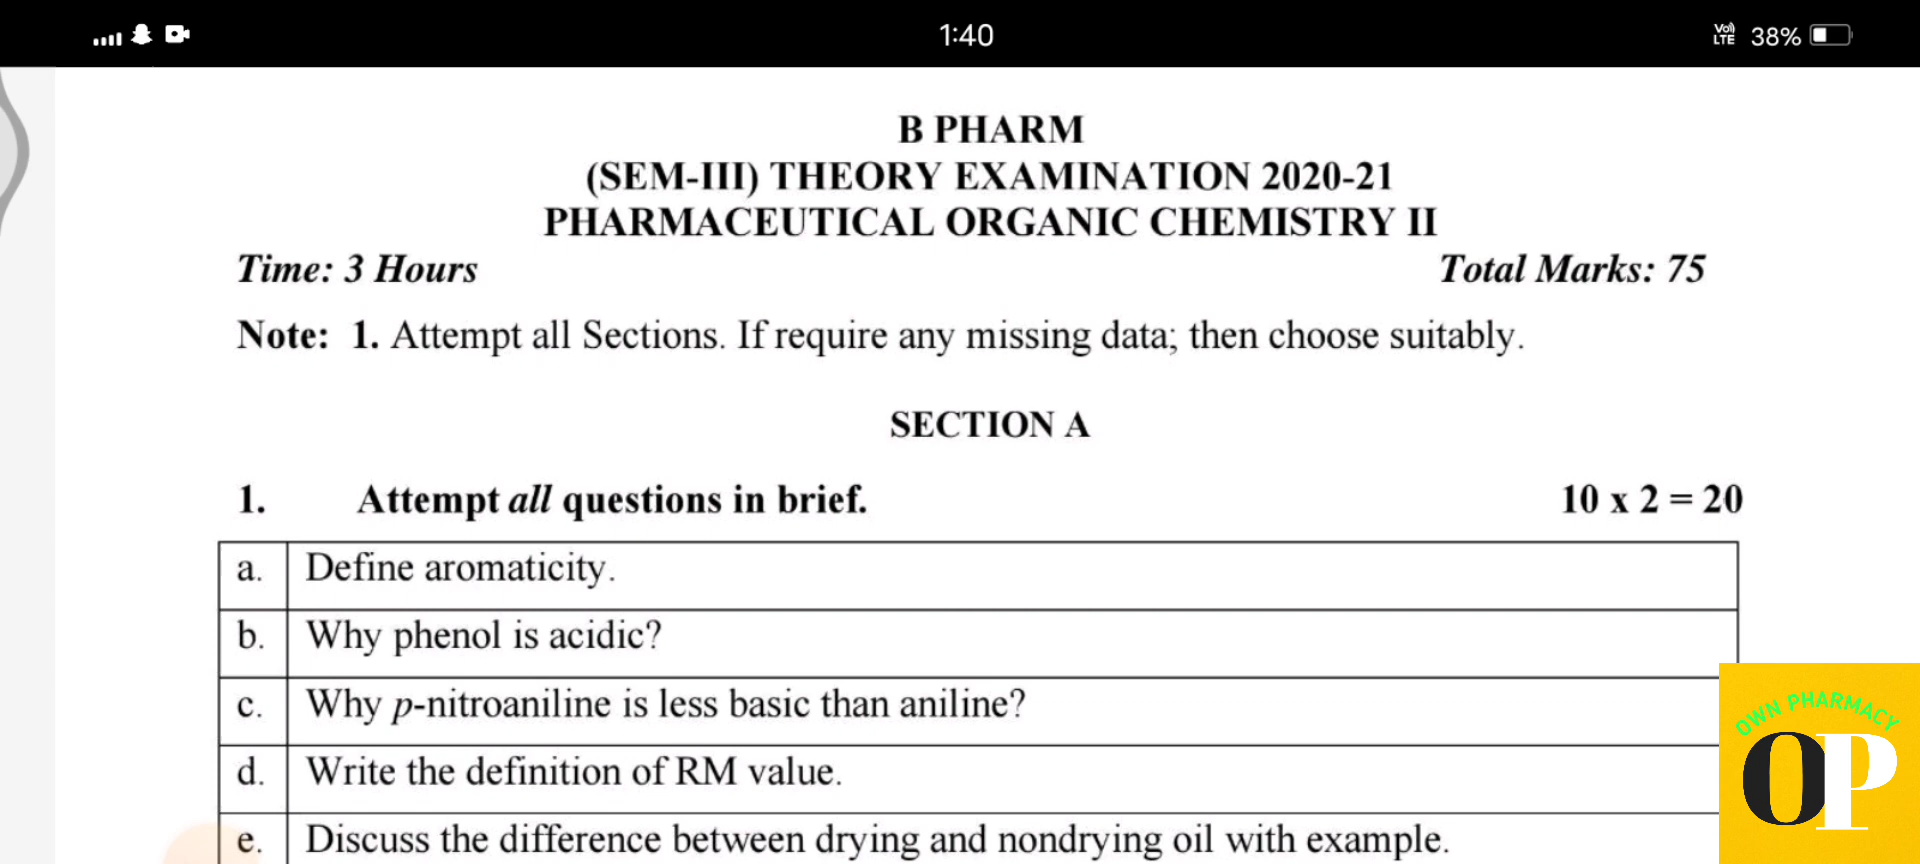 1:40
Vo) LTE 38%
B PHARM
(SEM-III) THEORY EXAMINATION 2020-21
PHARMACEUTICAL ORGANIC CHEMISTRY II
Time: 3 Hours Total Marks: 75
Note: 1. Attempt all Sections. If require any missing data; then choose suitably.
SECTION A
1. Attempt all questions in brief. 10 x 2 = 20
a. Define aromaticity.
b. Why phenol is acidic?
c. Why p-nitroaniline is less basic than aniline?
d. Write the definition of RM value.
e. Discuss the difference between drying and nondrying oil with example.
OWN PHARMACY
OP